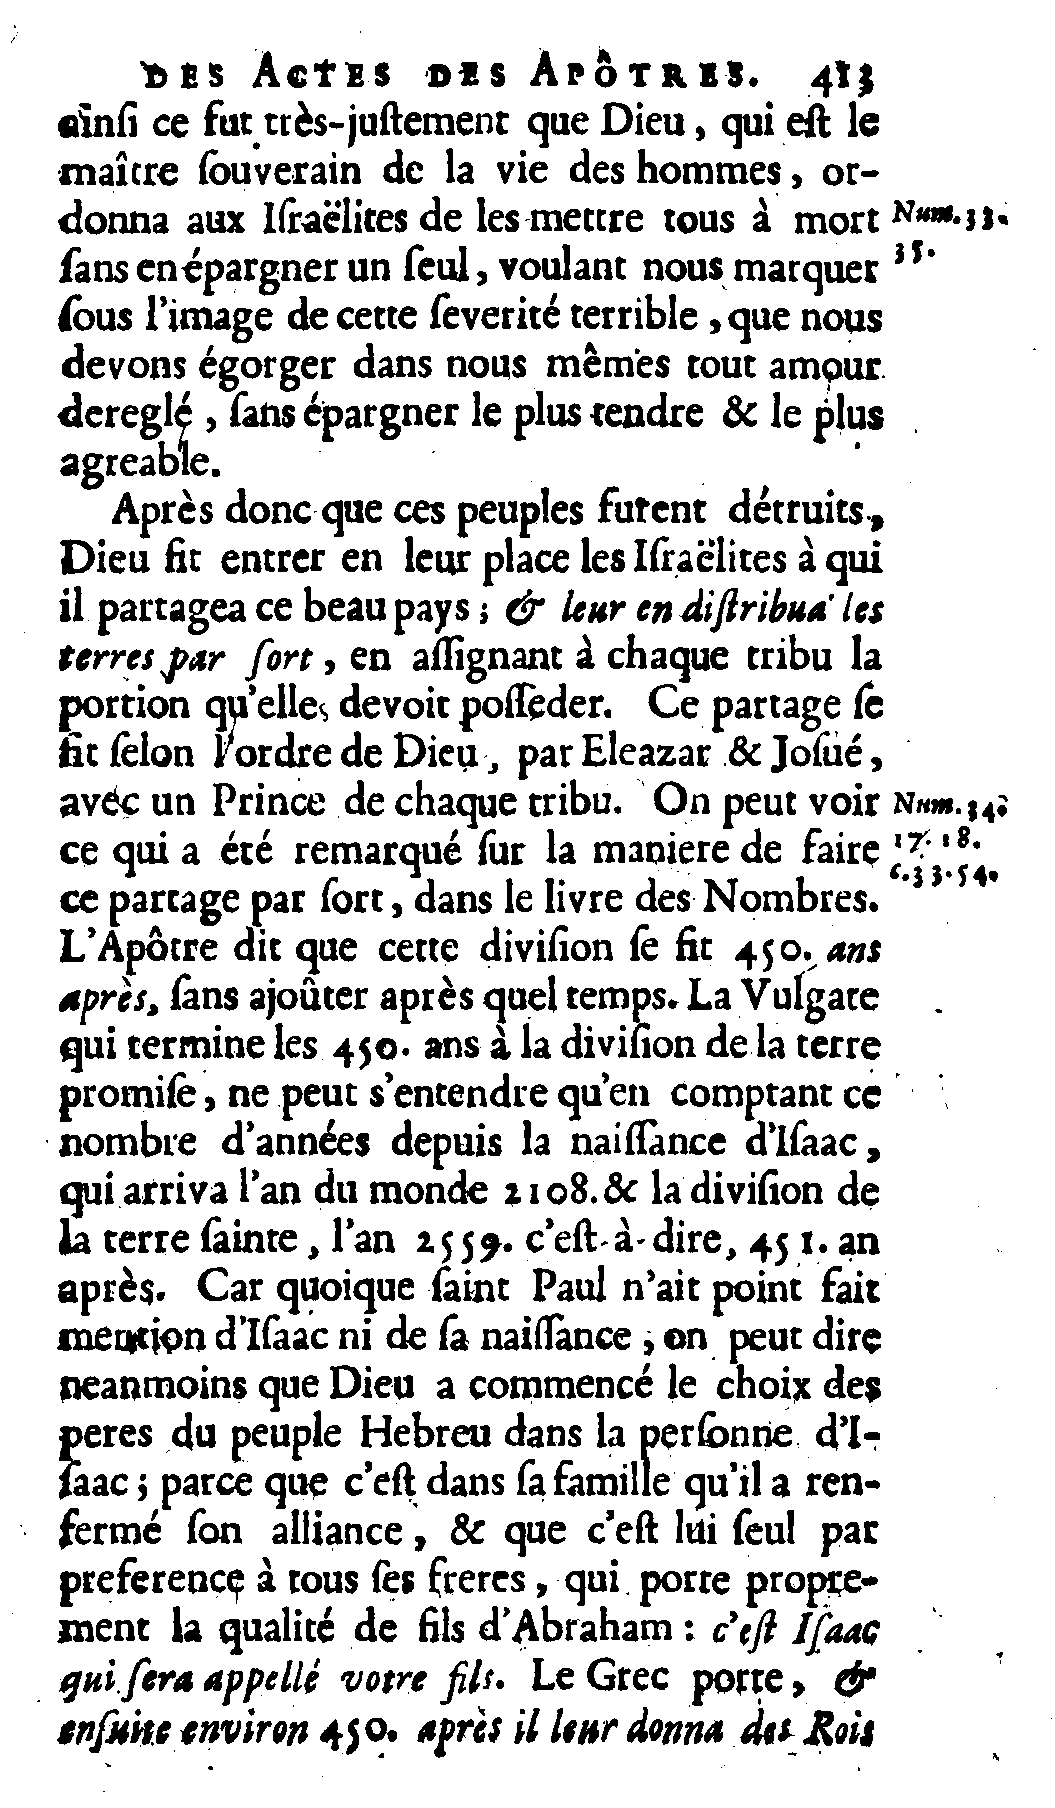 DES ACTES DES APÔTRES. 413
ainſi ce fut très-juſtement que Dieu, qui eſt le
maître ſouverain de la vie des hommes, or-
donna aux Iſraëlites de les mettre tous à mort Num. 33.
ſans en épargner un ſeul, voulant nous marquer 35.
ſous l'image de cette ſeverité terrible, que nous
devons égorger dans nous mêmes tout amour
dereglé, ſans épargner le plus tendre & le plus
agreable.
Après donc que ces peuples furent détruits,
Dieu fit entrer en leur place les Iſraëlites à qui
il partagea ce beau pays; & leur en diſtribua les
terres par ſort, en aſſignant à chaque tribu la
portion qu'elle devoit poſſeder. Ce partage ſe
fit ſelon l'ordre de Dieu, par Eleazar & Joſué,
avec un Prince de chaque tribu. On peut voir Num. 34.
ce qui a été remarqué ſur la maniere de faire 17. 18.
ce partage par ſort, dans le livre des Nombres. c. 33. 54.
L'Apôtre dit que cette diviſion ſe fit 450. ans
après, ſans ajoûter après quel temps. La Vulgate
qui termine les 450. ans à la diviſion de la terre
promiſe, ne peut s'entendre qu'en comptant ce
nombre d'années depuis la naiſſance d'Iſaac,
qui arriva l'an du monde 2108. & la diviſion de
la terre ſainte, l'an 2559. c'eſt-à-dire, 451. an
après. Car quoique ſaint Paul n'ait point fait
mention d'Iſaac ni de ſa naiſſance, on peut dire
neanmoins que Dieu a commencé le choix des
peres du peuple Hebreu dans la perſonne d'I-
ſaac; parce que c'eſt dans ſa famille qu'il a ren-
fermé ſon alliance, & que c'eſt lui ſeul par
preference à tous ſes freres, qui porte propre-
ment la qualité de fils d'Abraham: c'eſt Iſaac
qui ſera appellé votre fils. Le Grec porte, &
enſuite environ 450. après il leur donna des Rois